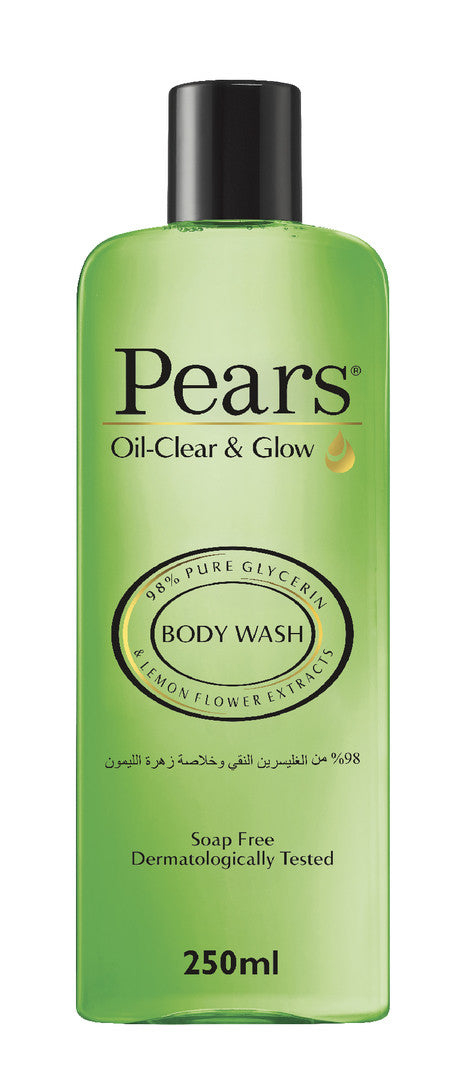 Pears®
Oil-Clear & Glow
98% PURE GLYCERIN
BODY WASH
& LEMON FLOWER EXTRACTS
98% من الغليسرين النقي وخلاصة زهرة الليمون
Soap Free
Dermatologically Tested
250ml